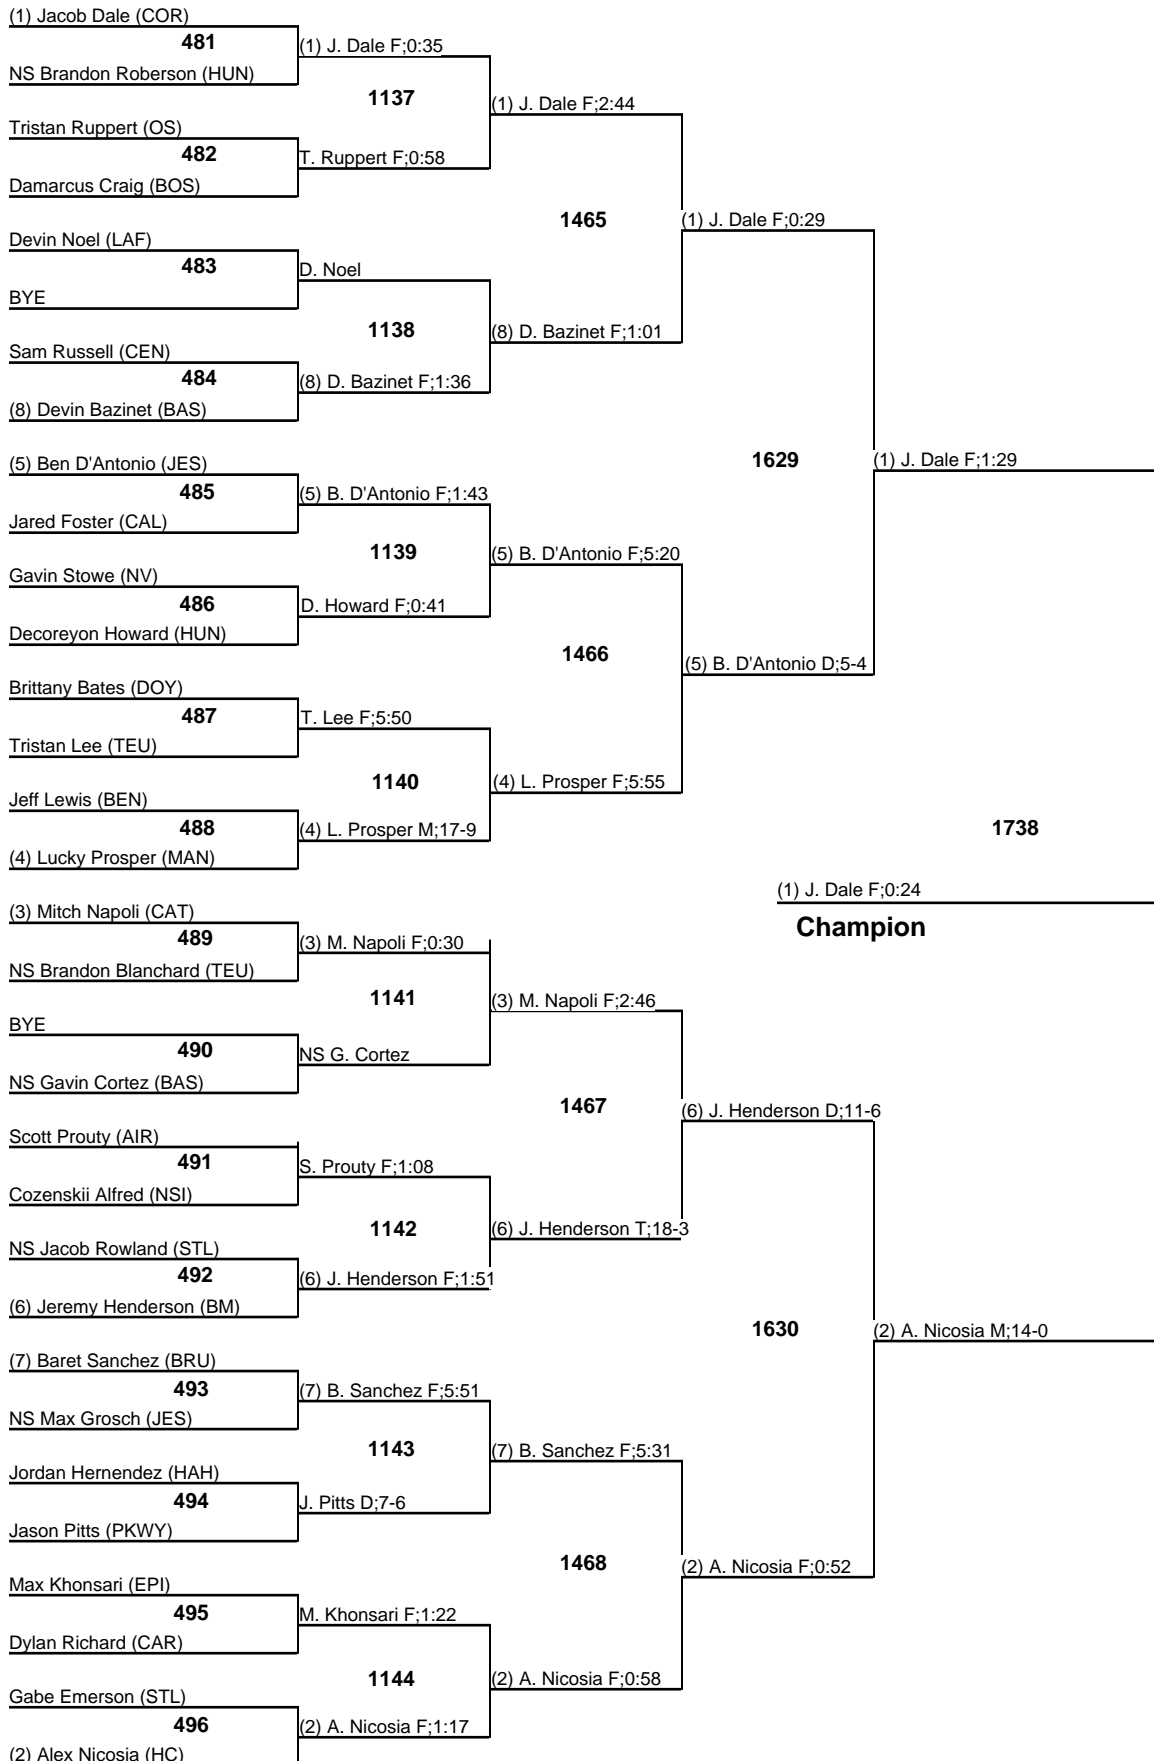 (1) Jacob Dale (COR)
481
(1) J. Dale F;0:35
NS Brandon Roberson (HUN)
1137
(1) J. Dale F;2:44
Tristan Ruppert (OS)
482
T. Ruppert F;0:58
Damarcus Craig (BOS)
1465
(1) J. Dale F;0:29
Devin Noel (LAF)
483
D. Noel
BYE
1138
(8) D. Bazinet F;1:01
Sam Russell (CEN)
484
(8) D. Bazinet F;1:36
(8) Devin Bazinet (BAS)
1629
(1) J. Dale F;1:29
(5) Ben D'Antonio (JES)
485
(5) B. D'Antonio F;1:43
Jared Foster (CAL)
1139
(5) B. D'Antonio F;5:20
Gavin Stowe (NV)
486
D. Howard F;0:41
Decoreyon Howard (HUN)
1466
(5) B. D'Antonio D;5-4
Brittany Bates (DOY)
487
T. Lee F;5:50
Tristan Lee (TEU)
1140
(4) L. Prosper F;5:55
Jeff Lewis (BEN)
488
(4) L. Prosper M;17-9
(4) Lucky Prosper (MAN)
1738
(1) J. Dale F;0:24
Champion
(3) Mitch Napoli (CAT)
489
(3) M. Napoli F;0:30
NS Brandon Blanchard (TEU)
1141
(3) M. Napoli F;2:46
BYE
490
NS G. Cortez
NS Gavin Cortez (BAS)
1467
(6) J. Henderson D;11-6
Scott Prouty (AIR)
491
S. Prouty F;1:08
Cozenskii Alfred (NSI)
1142
(6) J. Henderson T;18-3
NS Jacob Rowland (STL)
492
(6) J. Henderson F;1:51
(6) Jeremy Henderson (BM)
1630
(2) A. Nicosia M;14-0
(7) Baret Sanchez (BRU)
493
(7) B. Sanchez F;5:51
NS Max Grosch (JES)
1143
(7) B. Sanchez F;5:31
Jordan Hernendez (HAH)
494
J. Pitts D;7-6
Jason Pitts (PKWY)
1468
(2) A. Nicosia F;0:52
Max Khonsari (EPI)
495
M. Khonsari F;1:22
Dylan Richard (CAR)
1144
(2) A. Nicosia F;0:58
Gabe Emerson (STL)
496
(2) A. Nicosia F;1:17
(2) Alex Nicosia (HC)